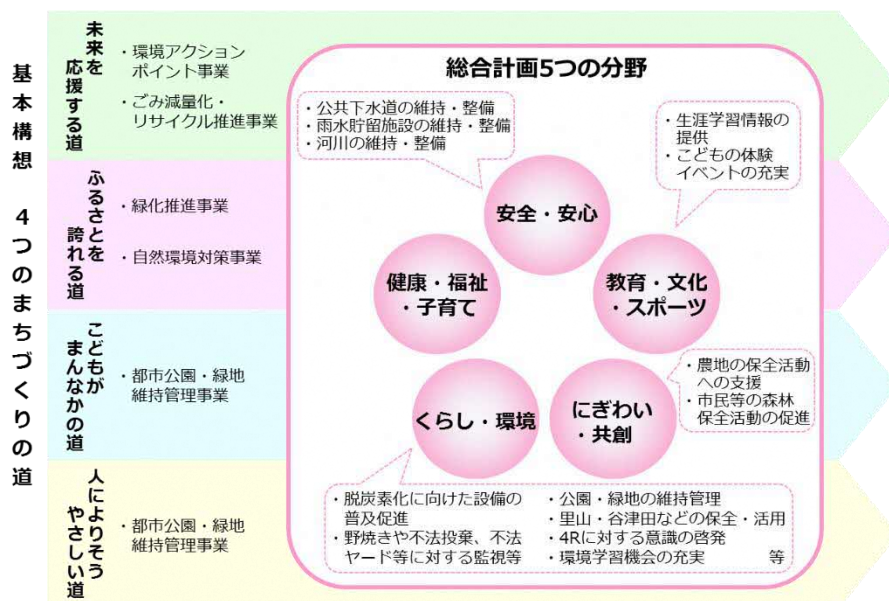 基本構想 4つのまちづくりの道
未来を
応援する道
・環境アクション
ポイント事業
・ごみ減量化・
リサイクル推進事業
ふるさとを
誇れる道
・緑化推進事業
・自然環境対策事業
こどもが
まんなかの道
・都市公園・緑地
維持管理事業
人によりそう
やさしい道
・都市公園・緑地
維持管理事業
総合計画5つの分野
・公共下水道の維持・整備
・雨水貯留施設の維持・整備
・河川の維持・整備
・生涯学習情報の
提供
・こどもの体験
イベントの充実
安全・安心
健康・福祉
・子育て
教育・文化
・スポーツ
・農地の保全活動
への支援
・市民等の森林
保全活動の促進
くらし・環境
にぎわい
・共創
・脱炭素化に向けた設備の
普及促進
・野焼きや不法投棄、不法
ヤード等に対する監視等
・公園・緑地の維持管理
・里山・谷津田などの保全・活用
・4Rに対する意識の啓発
・環境学習機会の充実 等